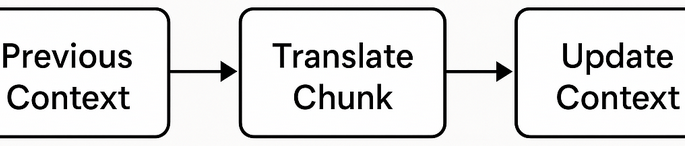 Previous
Context
Translate
Chunk
Update
Context